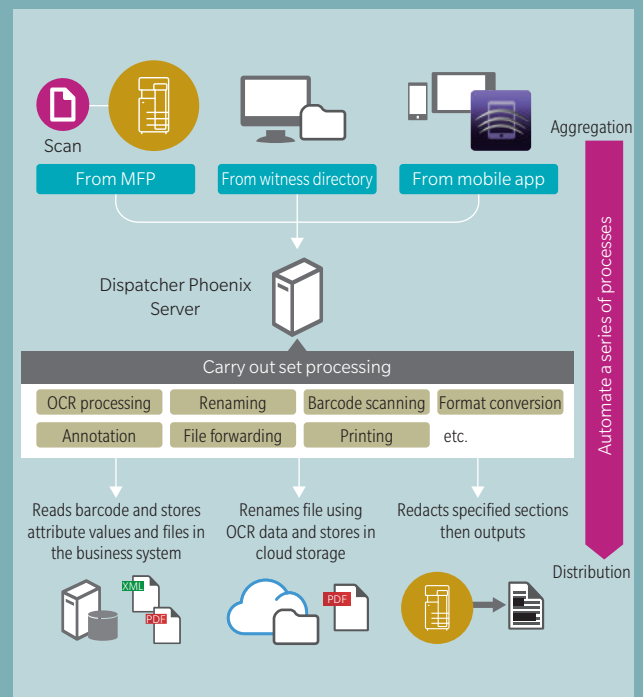 Scan
Aggregation
From MFP
From witness directory
From mobile app
Automate a series of processes
Dispatcher Phoenix
Server
Carry out set processing
OCR processing
Renaming
Barcode scanning
Format conversion
Annotation
File forwarding
Printing
etc.
Reads barcode and stores
attribute values and files in
the business system
Renames file using
OCR data and stores in
cloud storage
Redacts specified sections
then outputs
Distribution
XML
PDF
PDF